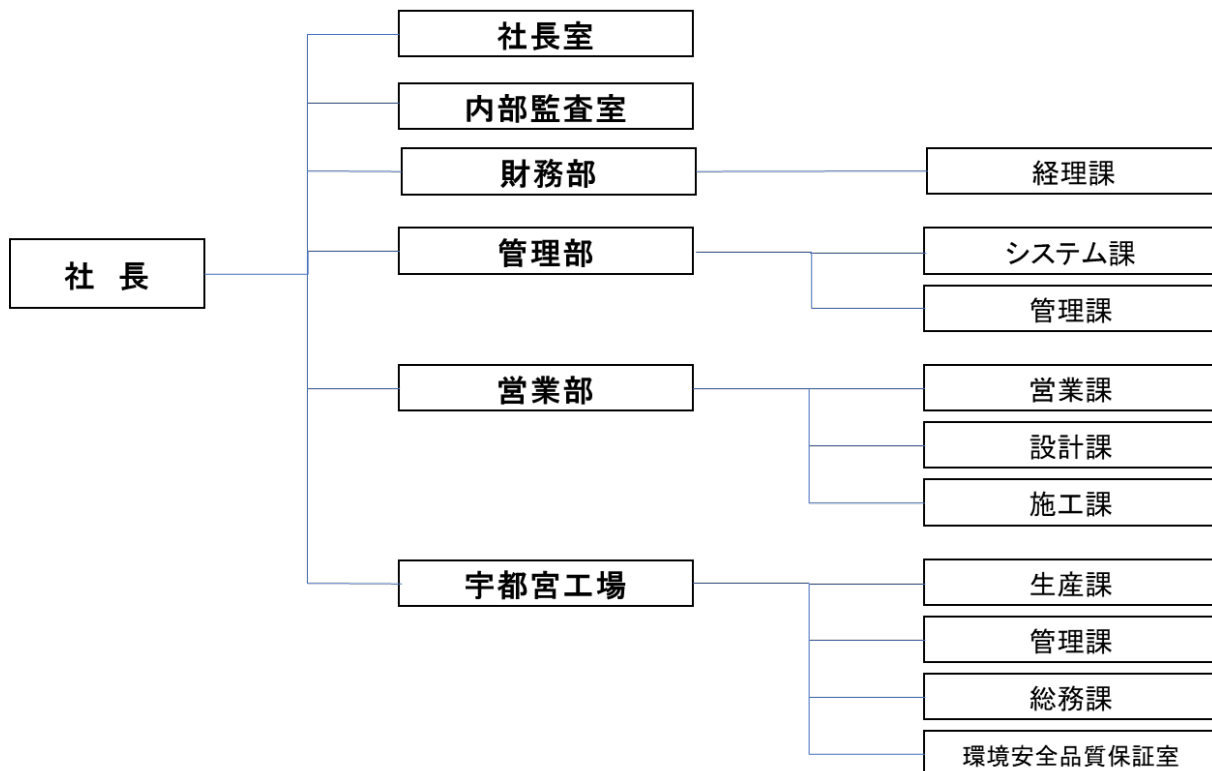 社長室
内部監査室
財務部
経理課
社 長
管理部
システム課
管理課
営業部
営業課
設計課
施工課
宇都宮工場
生産課
管理課
総務課
環境安全品質保証室